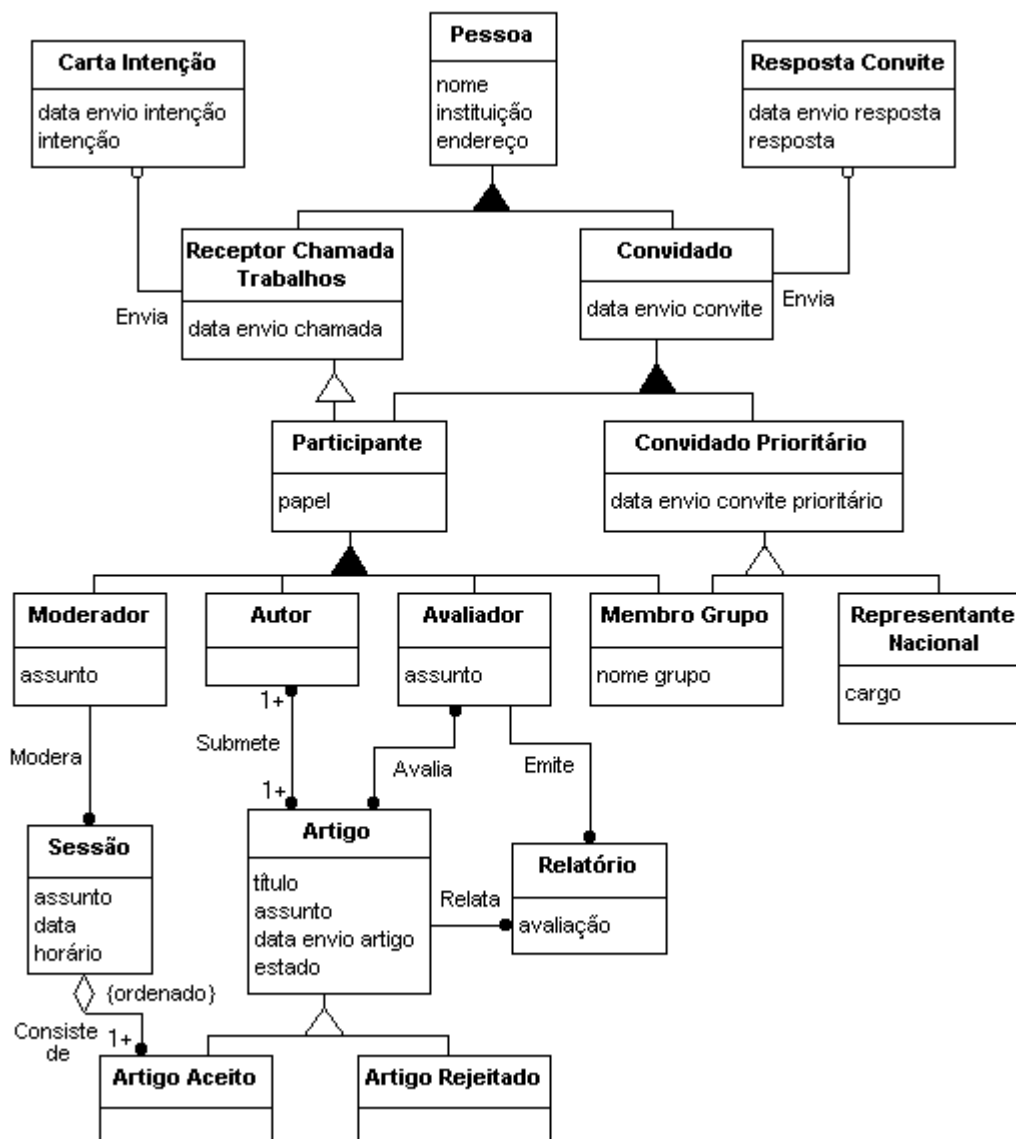 Pessoa
nome
instituição
endereço
Carta Intenção
data envio intenção
intenção
Resposta Convite
data envio resposta
resposta
Receptor Chamada
Trabalhos
data envio chamada
Envia
Convidado
data envio convite
Envia
Participante
papel
Convidado Prioritário
data envio convite prioritário
Moderador
assunto
Autor
Avaliador
assunto
Membro Grupo
nome grupo
Representante
Nacional
cargo
1+
Submete
1+
Modera
Avalia
Emite
Sessão
assunto
data
horário
Artigo
título
assunto
data envio artigo
estado
Relata
Relatório
avaliação
{ordenado}
Consiste
de
1+
Artigo Aceito
Artigo Rejeitado